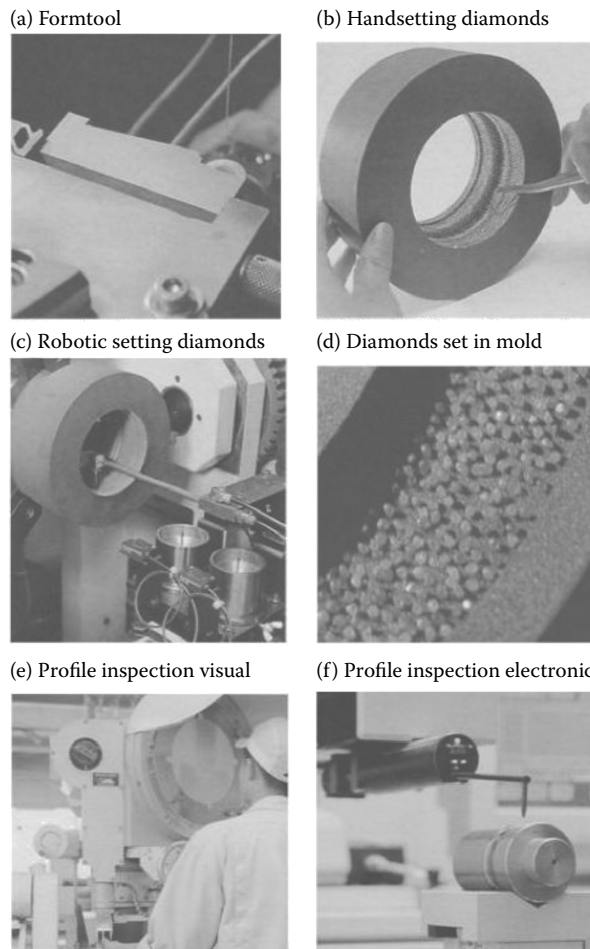 (a) Formtool
(b) Handsetting diamonds
(c) Robotic setting diamonds
(d) Diamonds set in mold
(e) Profile inspection visual
(f) Profile inspection electronic